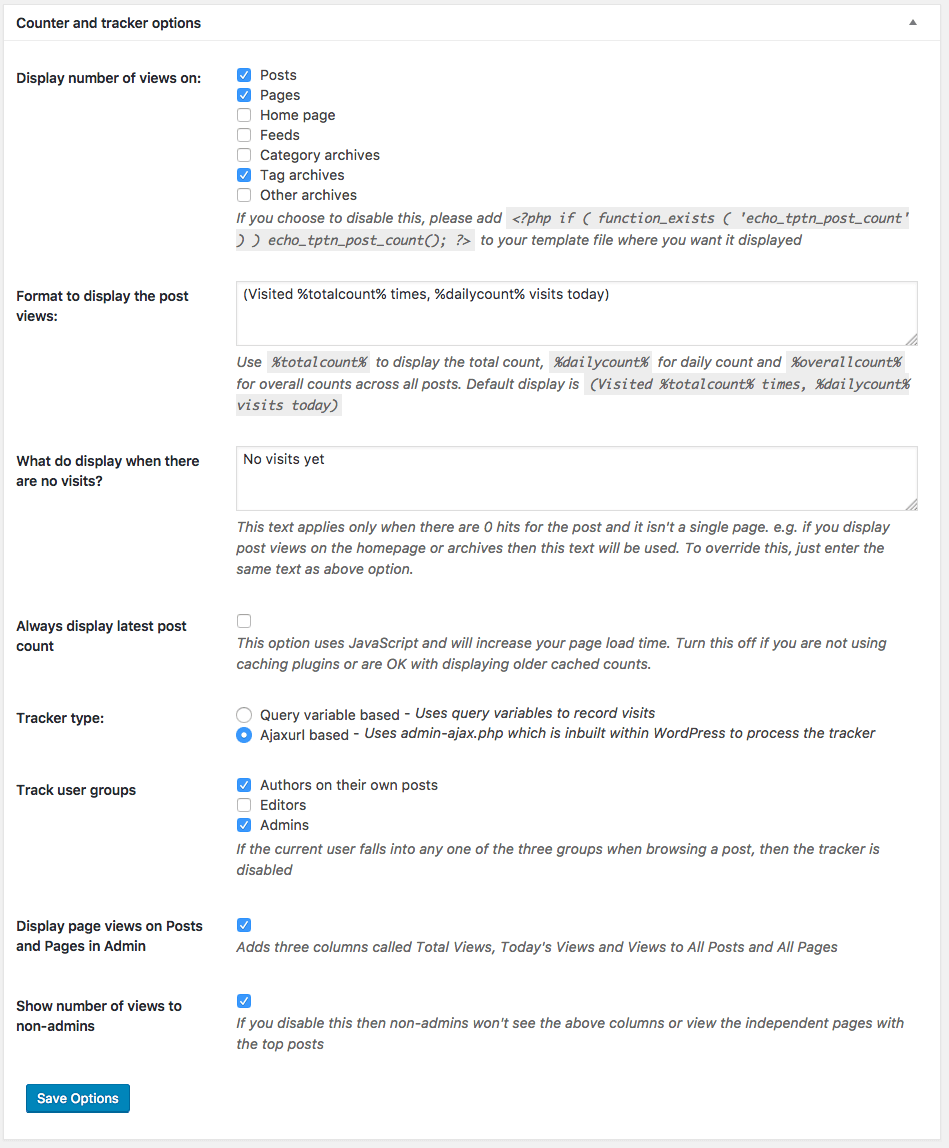 Counter and tracker options
Display number of views on:
Posts
Pages
Home page
Feeds
Category archives
Tag archives
Other archives
If you choose to disable this, please add <?php if ( function_exists ( 'echo_tptn_post_count'
) ) echo_tptn_post_count(); ?> to your template file where you want it displayed
Format to display the post
views:
(Visited %totalcount% times, %dailycount% visits today)
Use %totalcount% to display the total count, %dailycount% for daily count and %overallcount%
for overall counts across all posts. Default display is (Visited %totalcount% times, %dailycount%
visits today)
What do display when there
are no visits?
No visits yet
This text applies only when there are 0 hits for the post and it isn't a single page. e.g. if you display
post views on the homepage or archives then this text will be used. To override this, just enter the
same text as above option.
Always display latest post
count
This option uses JavaScript and will increase your page load time. Turn this off if you are not using
caching plugins or are OK with displaying older cached counts.
Tracker type:
Query variable based - Uses query variables to record visits
Ajaxurl based - Uses admin-ajax.php which is inbuilt within WordPress to process the tracker
Track user groups
Authors on their own posts
Editors
Admins
If the current user falls into any one of the three groups when browsing a post, then the tracker is
disabled
Display page views on Posts
and Pages in Admin
Adds three columns called Total Views, Today's Views and Views to All Posts and All Pages
Show number of views to
non-admins
If you disable this then non-admins won't see the above columns or view the independent pages with
the top posts
Save Options